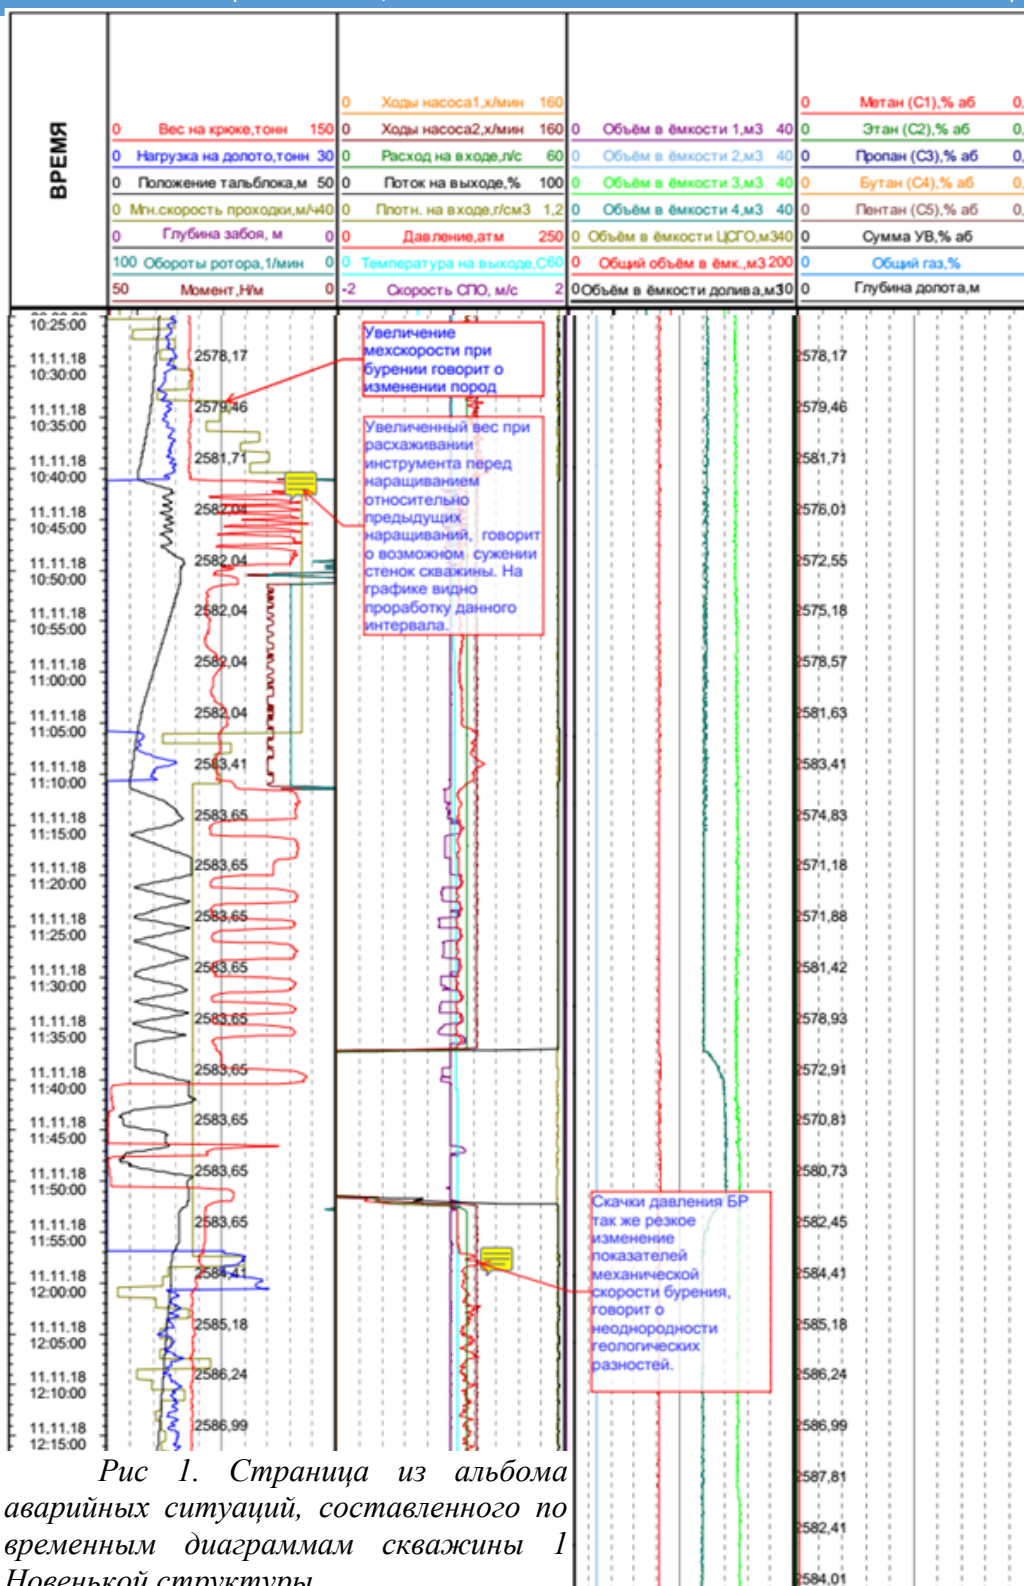 ВРЕМЯ
0 Вес на крюке,тонн 150
0 Нагрузка на долото,тонн 30
0 Положение тальблока,м 50
0 Мгн.скорость проходки,м/ч 40
0 Глубина забоя, м 0
100 Обороты ротора,1/мин 0
50 Момент,Н/м 0
0 Ходы насоса1,х/мин 160
0 Ходы насоса2,х/мин 160
0 Расход на входе,л/с 60
0 Поток на выходе,% 100
0 Плотн. на входе,г/см3 1,2
0 Давление,атм 250
0 Температура на выходе,С 60
-2 Скорость СПО, м/с 2
0 Объём в ёмкости 1,м3 40
0 Объём в ёмкости 2,м3 40
0 Объём в ёмкости 3,м3 40
0 Объём в ёмкости 4,м3 40
0 Объём в ёмкости ЦСГО,м3 40
0 Общий объём в ёмк.,м3 200
0 Объём в ёмкости долива,м3 10
0 Метан (С1),% аб 0,
0 Этан (С2),% аб 0,
0 Пропан (С3),% аб 0,
0 Бутан (С4),% аб 0,
0 Пентан (С5),% аб 0,
0 Сумма УВ,% аб
0 Общий газ,%
0 Глубина долота,м
10:25:00
11.11.18
10:30:00
11.11.18
10:35:00
11.11.18
10:40:00
11.11.18
10:45:00
11.11.18
10:50:00
11.11.18
10:55:00
11.11.18
11:00:00
11.11.18
11:05:00
11.11.18
11:10:00
11.11.18
11:15:00
11.11.18
11:20:00
11.11.18
11:25:00
11.11.18
11:30:00
11.11.18
11:35:00
11.11.18
11:40:00
11.11.18
11:45:00
11.11.18
11:50:00
11.11.18
11:55:00
11.11.18
12:00:00
11.11.18
12:05:00
11.11.18
12:10:00
11.11.18
12:15:00
2578,17
2579,46
2581,71
2582,04
2582,04
2582,04
2582,04
2582,04
2583,41
2583,65
2583,65
2583,65
2583,65
2583,65
2583,65
2583,65
2583,65
2583,65
2584,41
2585,18
2586,24
2586,99
Увеличение
мехскорости при
бурении говорит о
изменении пород
Увеличенный вес при
расхаживании
инструмента перед
наращиванием
относительно
предыдущих
наращиваний, говорит
о возможном сужении
стенок скважины. На
графике видно
проработку данного
интервала.
Скачки давления БР
так же резкое
изменение
показателей
механической
скорости бурения,
говорит о
неоднородности
геологических
разностей.
2578,17
2579,46
2581,71
2576,01
2572,55
2575,18
2578,57
2581,63
2583,41
2574,83
2571,18
2571,88
2581,42
2578,93
2572,91
2570,81
2580,73
2582,45
2584,41
2585,18
2586,24
2586,99
2587,81
2582,41
2584,01
Рис 1. Страница из альбома
аварийных ситуаций, составленного по
временным диаграммам скважины 1
Новенькой структуры